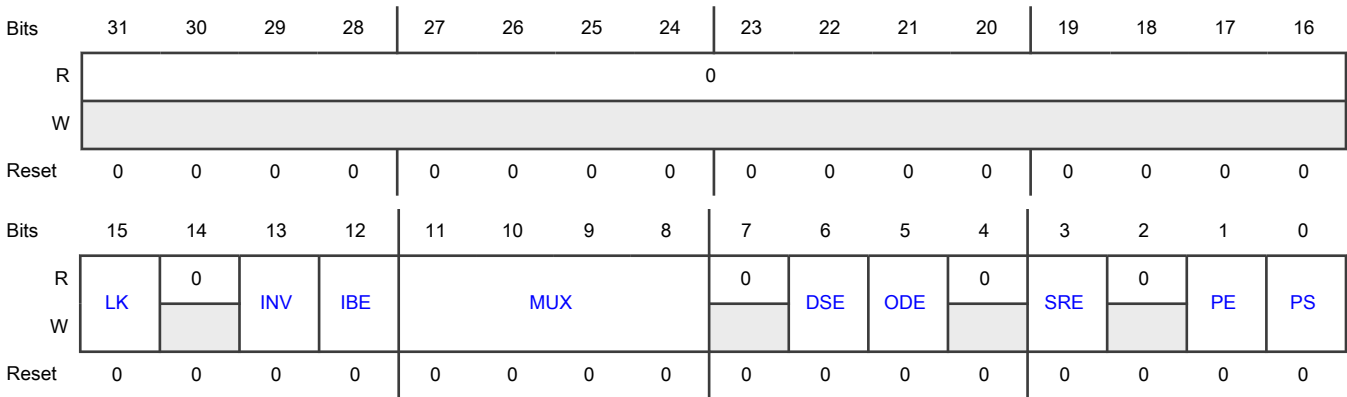 Bits 31 30 29 28 27 26 25 24 23 22 21 20 19 18 17 16
R 0
W
Reset 0 0 0 0 0 0 0 0 0 0 0 0 0 0 0 0
Bits 15 14 13 12 11 10 9 8 7 6 5 4 3 2 1 0
R 0 0 0 0
LK INV IBE MUX DSE ODE SRE PE PS
W
Reset 0 0 0 0 0 0 0 0 0 0 0 0 0 0 0 0